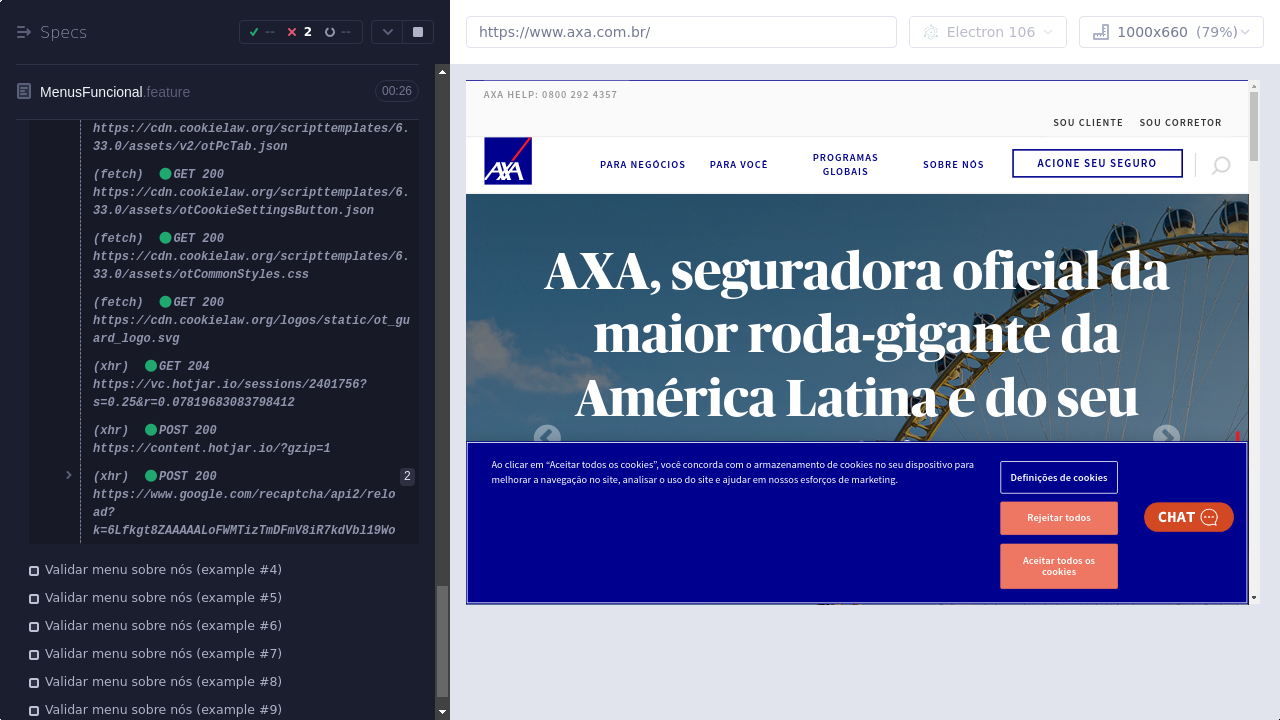 Specs
--
2
--
MenusFuncional.feature
00:26
https://cdn.cookielaw.org/scripttemplates/6.
33.0/assets/v2/otPcTab.json
(fetch) GET 200
https://cdn.cookielaw.org/scripttemplates/6.
33.0/assets/otCookieSettingsButton.json
(fetch) GET 200
https://cdn.cookielaw.org/scripttemplates/6.
33.0/assets/otCommonStyles.css
(fetch) GET 200
https://cdn.cookielaw.org/logos/static/ot_gu
ard_logo.svg
(xhr) GET 204
https://vc.hotjar.io/sessions/2401756?
s=0.25&r=0.07819683083798412
(xhr) POST 200
https://content.hotjar.io/?gzip=1
(xhr) POST 200
2
https://www.google.com/recaptcha/api2/relo
ad?
k=6Lfkgt8ZAAAAALoFWMTizTmDFmV8iR7kdVbl19Wo
Validar menu sobre nós (example #4)
Validar menu sobre nós (example #5)
Validar menu sobre nós (example #6)
Validar menu sobre nós (example #7)
Validar menu sobre nós (example #8)
Validar menu sobre nós (example #9)
https://www.axa.com.br/
Electron 106
1000x660 (79%)
AXA HELP: 0800 292 4357
SOU CLIENTE
SOU CORRETOR
AXA
PARA NEGÓCIOS
PARA VOCÊ
PROGRAMAS
GLOBAIS
SOBRE NÓS
ACIONE SEU SEGURO
AXA, seguradora oficial da
maior roda-gigante da
América Latina e do seu
Ao clicar em “Aceitar todos os cookies”, você concorda com o armazenamento de cookies no seu dispositivo para
melhorar a navegação no site, analisar o uso do site e ajudar em nossos esforços de marketing.
Definições de cookies
Rejeitar todos
Aceitar todos os
cookies
CHAT